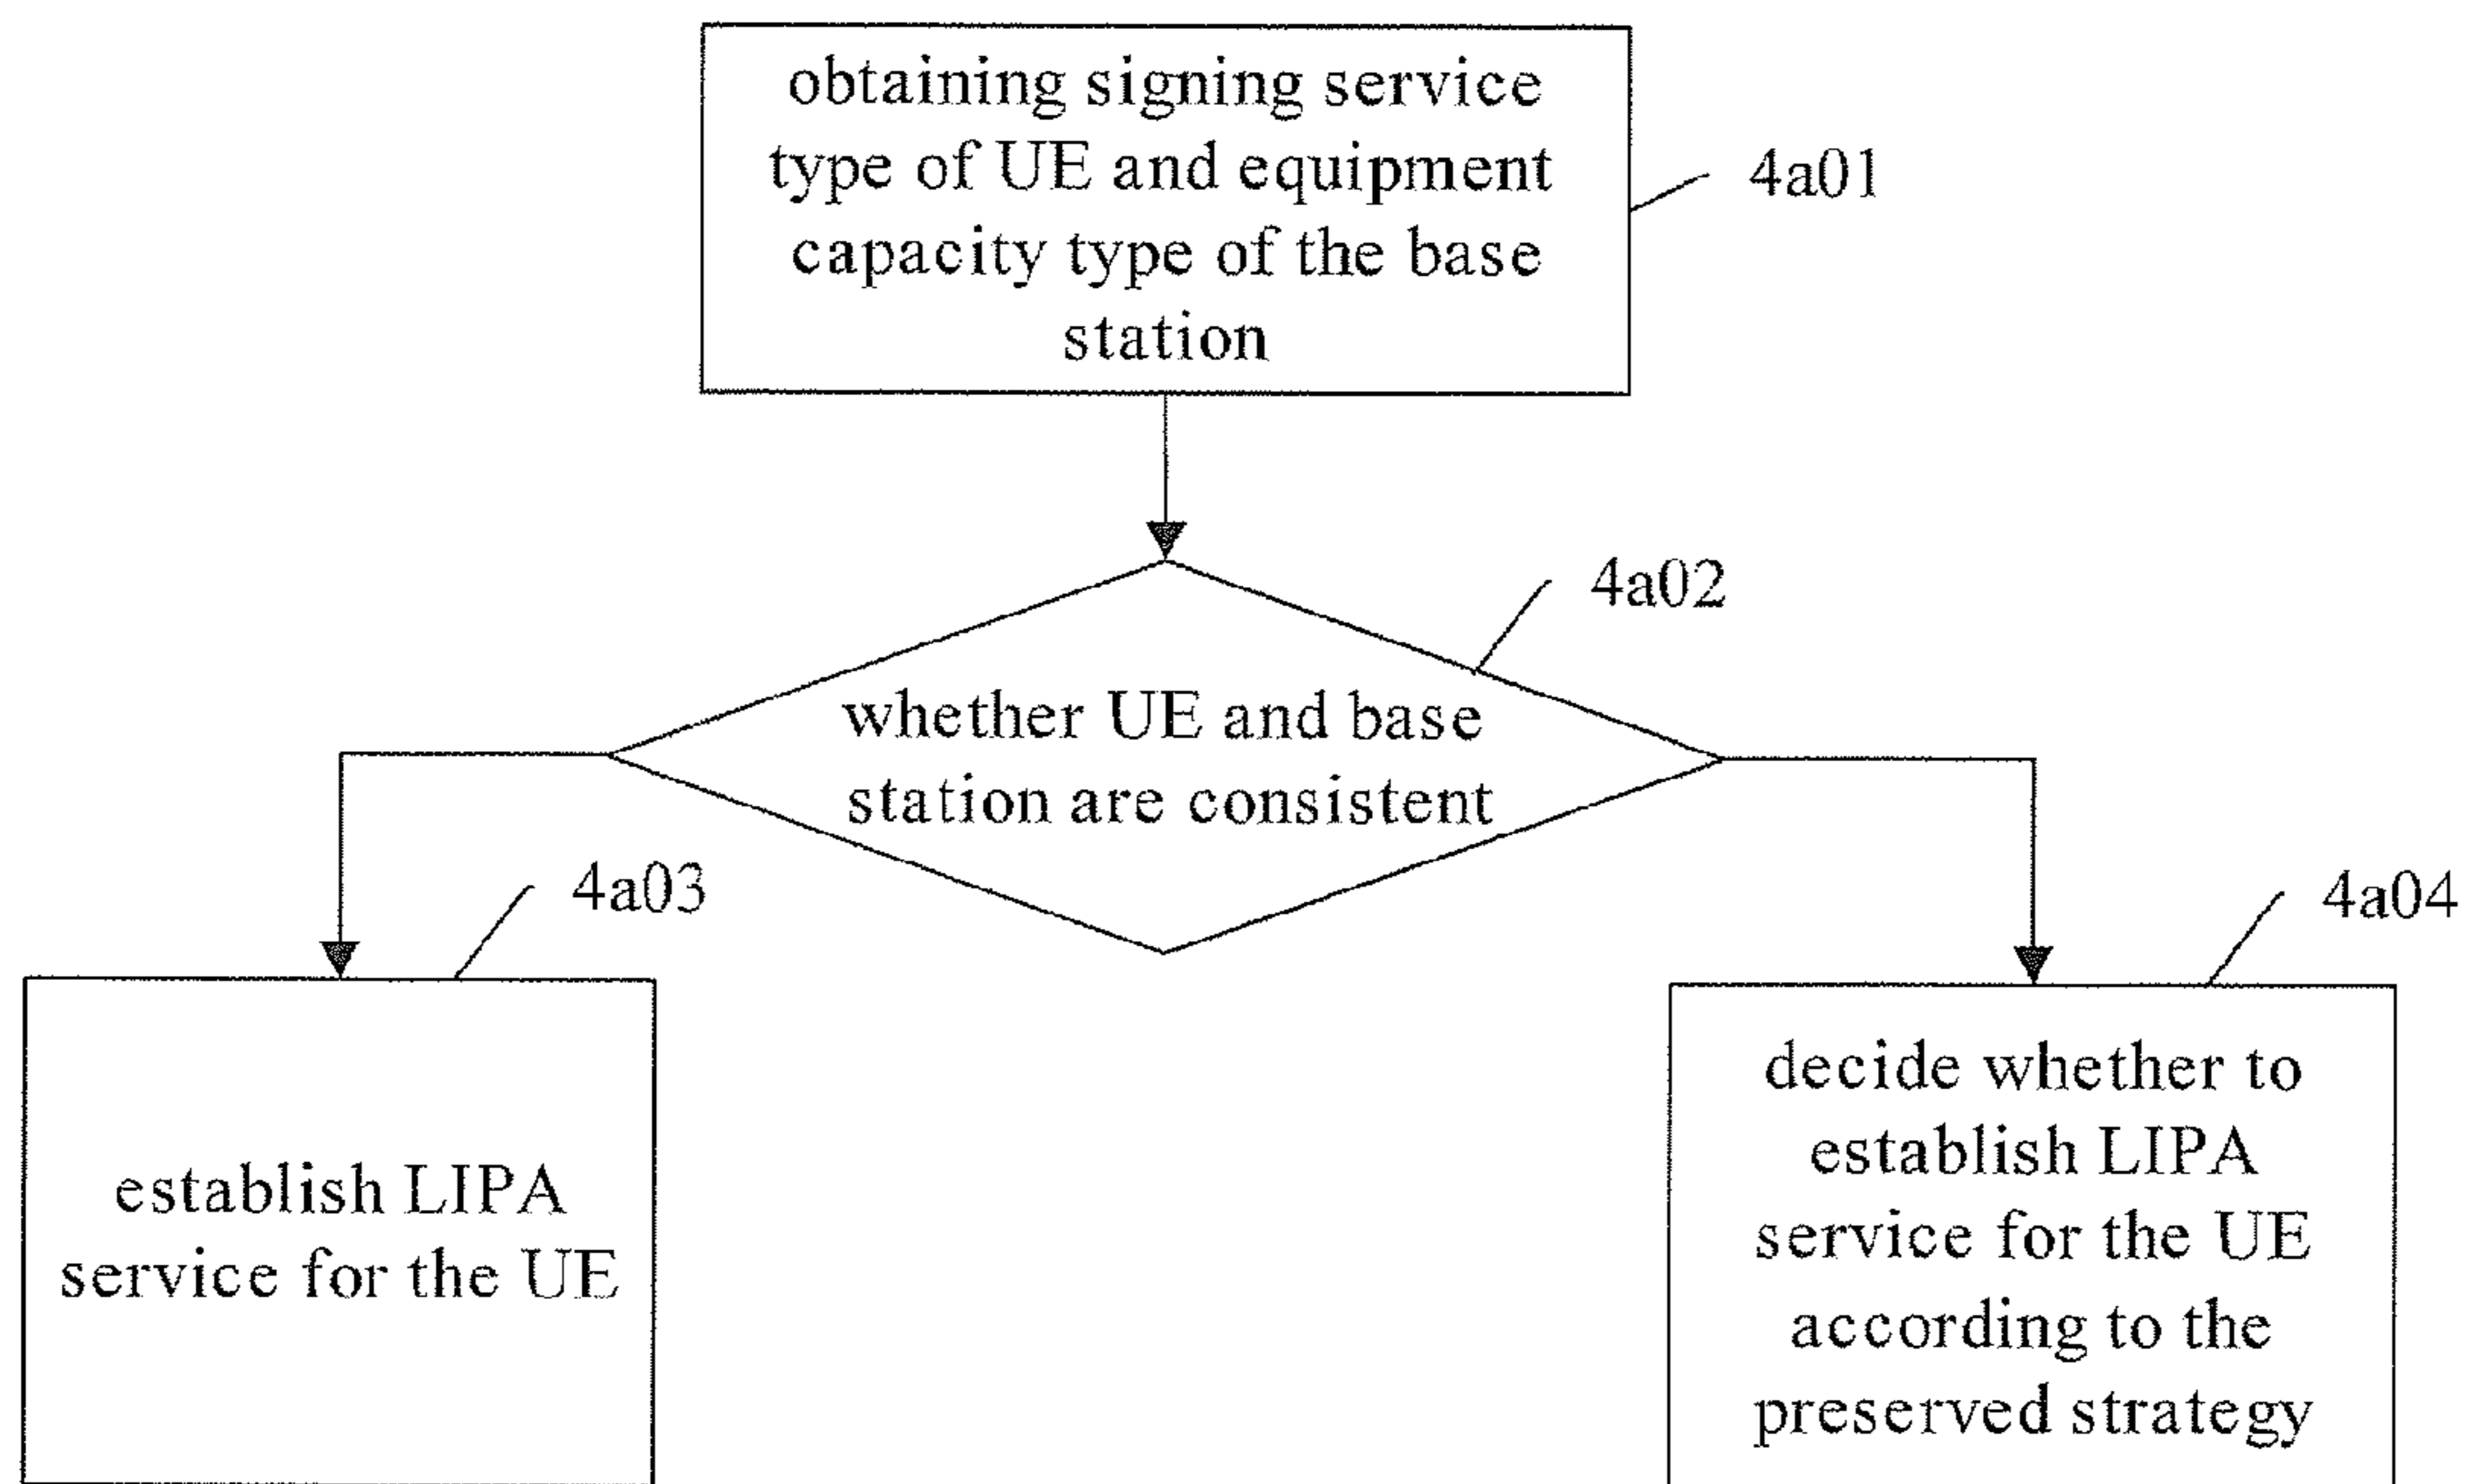 obtaining signing service
type of UE and equipment
capacity type of the base
station
4a01
4a02
whether UE and base
station are consistent
4a03
4a04
establish LIPA
service for the UE
decide whether to
establish LIPA
service for the UE
according to the
preserved strategy